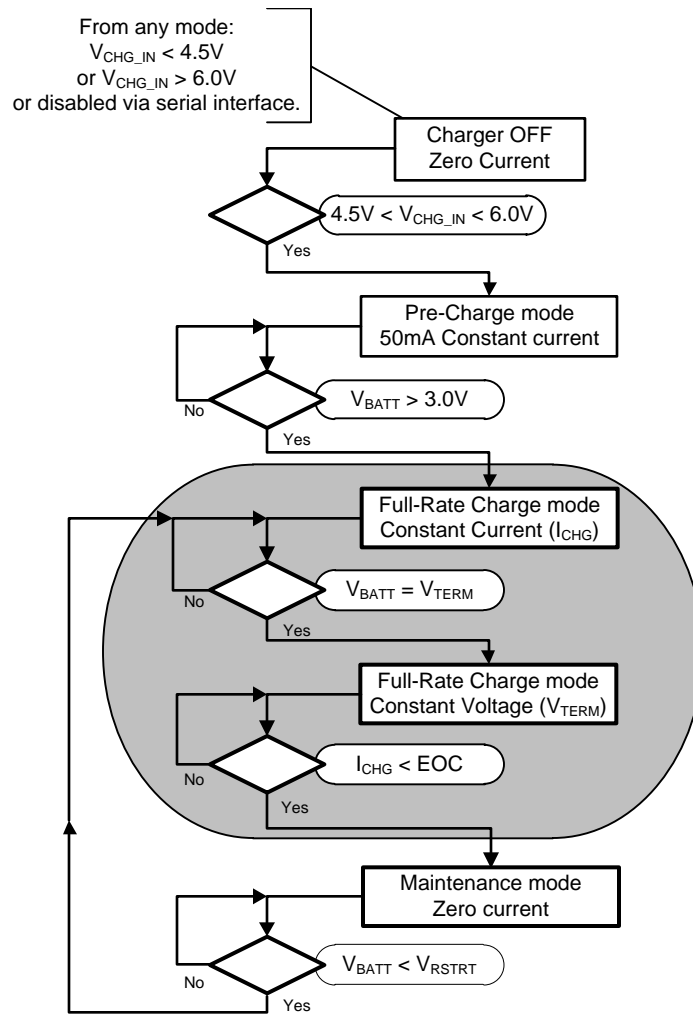 From any mode:
V_CHG_IN < 4.5V
or V_CHG_IN > 6.0V
or disabled via serial interface.
Charger OFF
Zero Current
4.5V < V_CHG_IN < 6.0V
Yes
Pre-Charge mode
50mA Constant current
V_BATT > 3.0V
No
Yes
Full-Rate Charge mode
Constant Current (I_CHG)
V_BATT = V_TERM
No
Yes
Full-Rate Charge mode
Constant Voltage (V_TERM)
I_CHG < EOC
No
Yes
Maintenance mode
Zero current
V_BATT < V_RSTRT
No
Yes